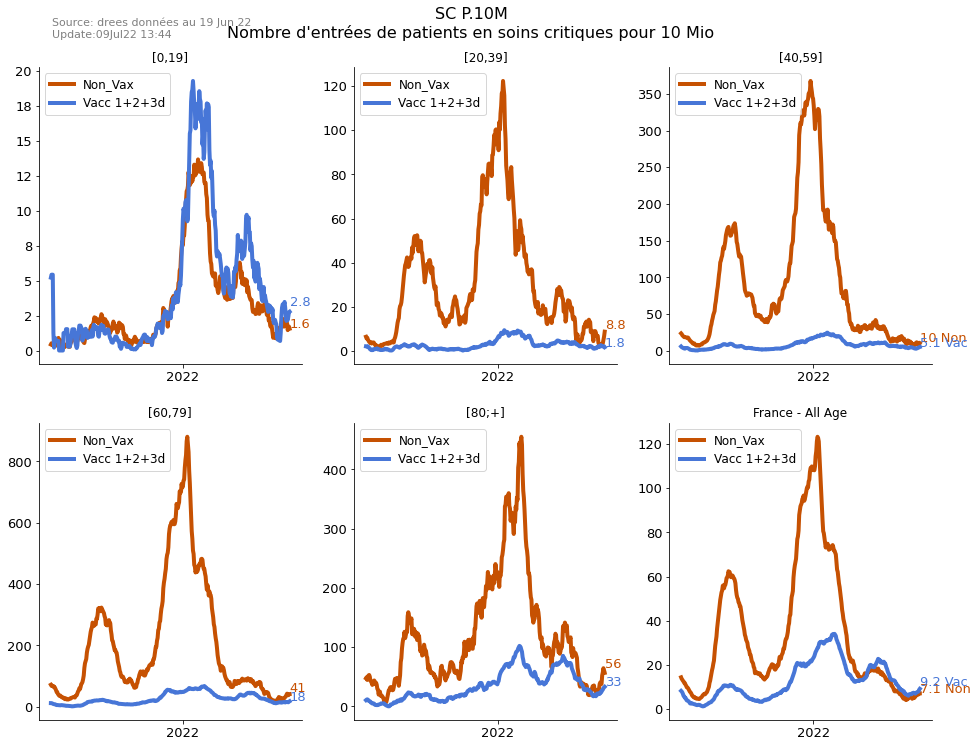 SC P.10M
Source: drees données au 19 Jun 22
Update:09Jul22 13:44
Nombre d'entrées de patients en soins critiques pour 10 Mio
[0,19]
[20,39]
[40,59]
20
18
15
12
10
8
5
2
0
Non_Vax
Vacc 1+2+3d
2.8
1.6
2022
120
100
80
60
40
20
0
Non_Vax
Vacc 1+2+3d
8.8
1.8
2022
350
300
250
200
150
100
50
0
Non_Vax
Vacc 1+2+3d
10 Non
5.1 Vac
2022
[60,79]
[80;+]
France - All Age
800
600
400
200
0
Non_Vax
Vacc 1+2+3d
41
18
2022
400
300
200
100
0
Non_Vax
Vacc 1+2+3d
56
33
2022
120
100
80
60
40
20
0
Non_Vax
Vacc 1+2+3d
9.2 Vac
7.1 Non
2022